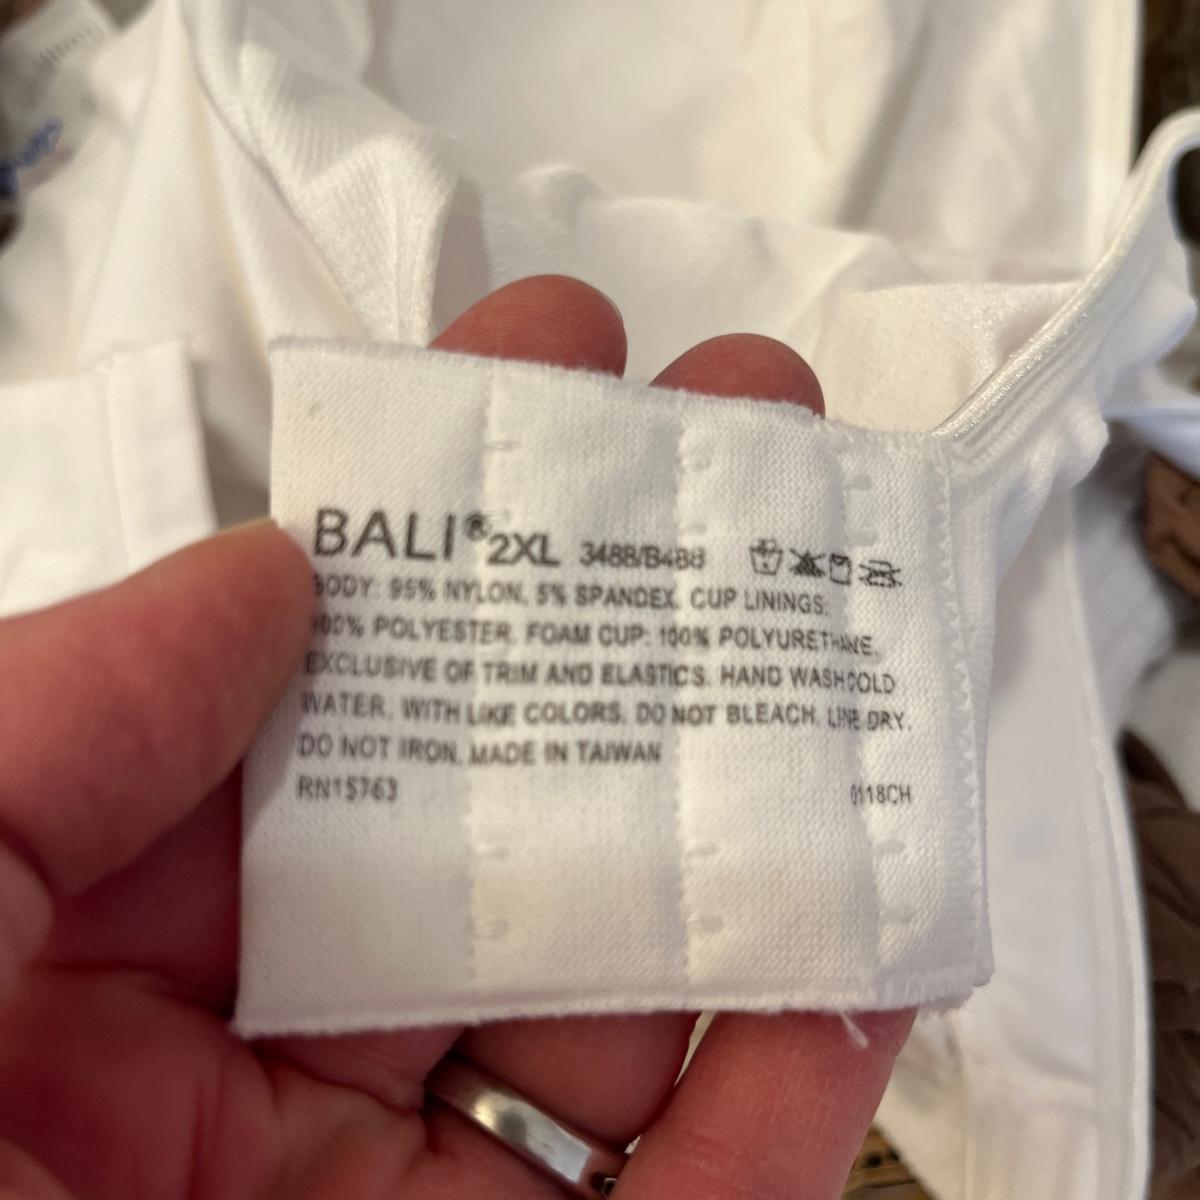 BALI® 2XL 3488/B488
BODY: 95% NYLON, 5% SPANDEX, CUP LININGS:
100% POLYESTER. FOAM CUP: 100% POLYURETHANE.
EXCLUSIVE OF TRIM AND ELASTICS. HAND WASH COLD
WATER, WITH LIKE COLORS. DO NOT BLEACH. LINE DRY.
DO NOT IRON. MADE IN TAIWAN
RN15763 0118CH